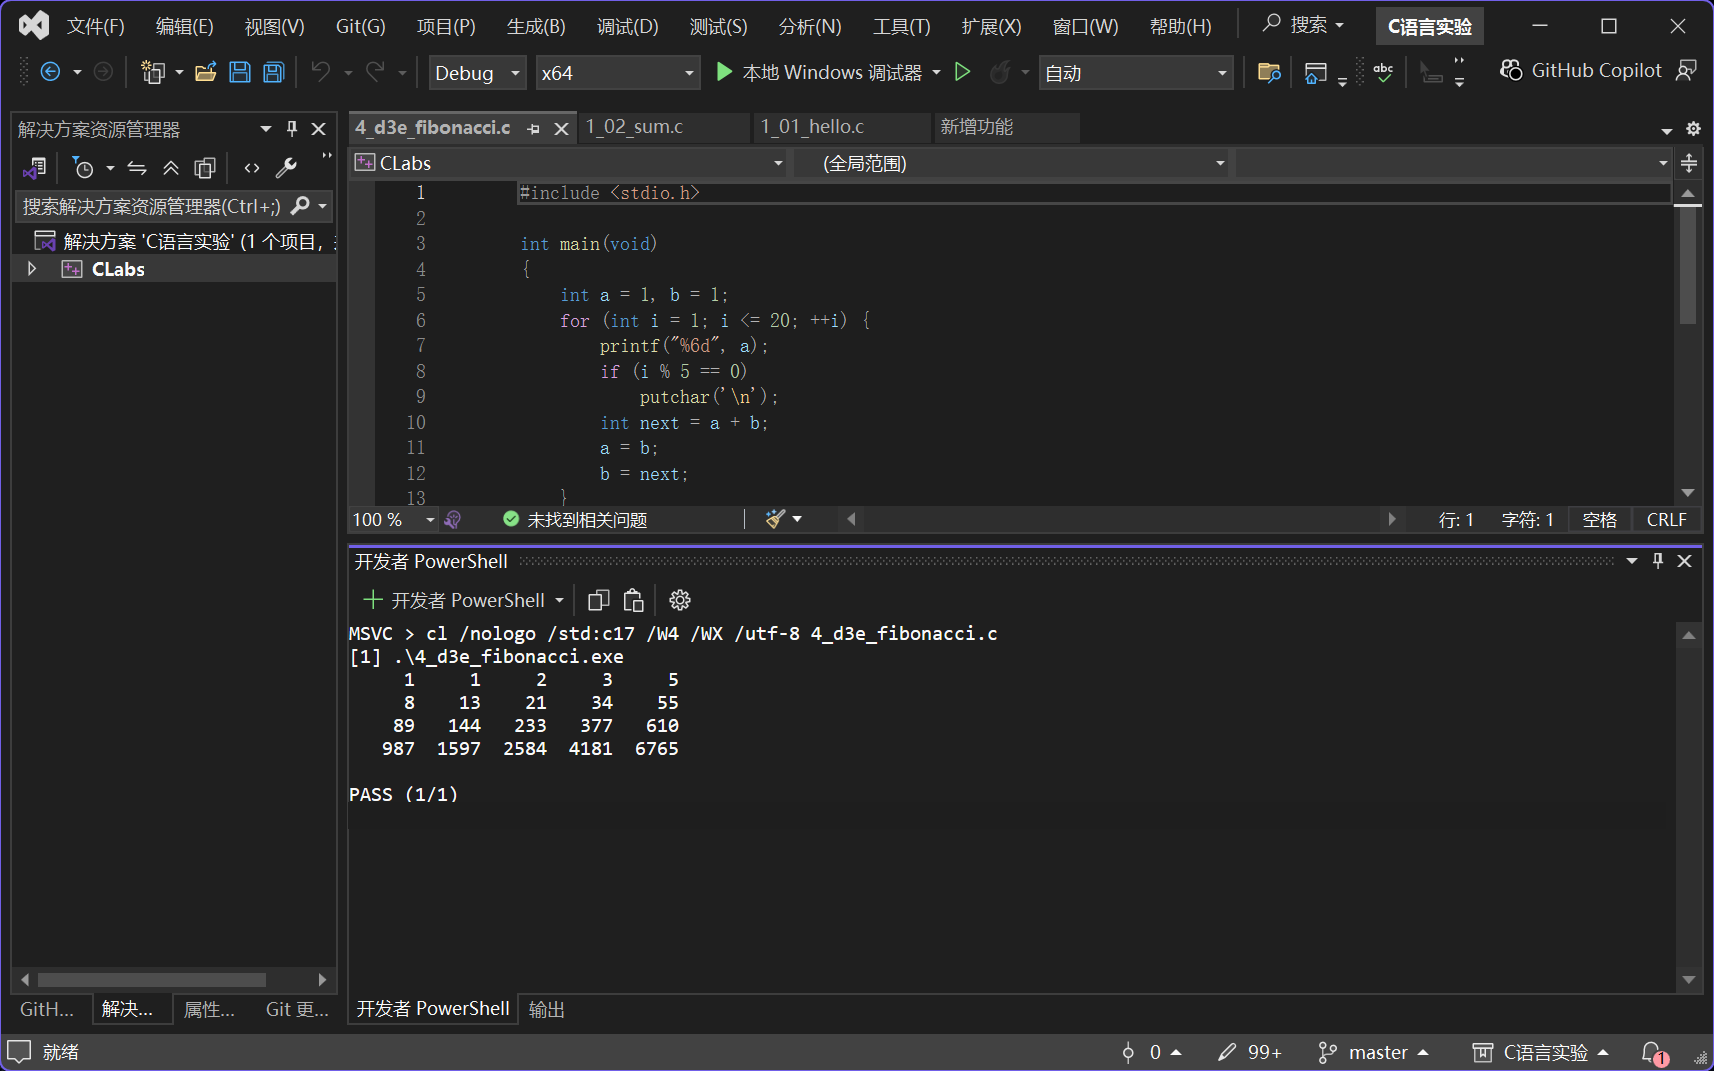 文件(F) 编辑(E) 视图(V) Git(G) 项目(P) 生成(B) 调试(D) 测试(S) 分析(N) 工具(T) 扩展(X) 窗口(W) 帮助(H) 搜索 C语言实验
Debug x64 本地 Windows 调试器 自动 abc GitHub Copilot
解决方案资源管理器
搜索解决方案资源管理器(Ctrl+;)
解决方案 'C语言实验' (1 个项目,
CLabs
4_d3e_fibonacci.c 1_02_sum.c 1_01_hello.c 新增功能
CLabs (全局范围)
1 #include <stdio.h>
2
3 int main(void)
4 {
5 int a = 1, b = 1;
6 for (int i = 1; i <= 20; ++i) {
7 printf("%6d", a);
8 if (i % 5 == 0)
9 putchar('\n');
10 int next = a + b;
11 a = b;
12 b = next;
13 }
100 % 未找到相关问题 行: 1 字符: 1 空格 CRLF
开发者 PowerShell
开发者 PowerShell
MSVC > cl /nologo /std:c17 /W4 /WX /utf-8 4_d3e_fibonacci.c
[1] .\4_d3e_fibonacci.exe
1 1 2 3 5
8 13 21 34 55
89 144 233 377 610
987 1597 2584 4181 6765
PASS (1/1)
GitH... 解决... 属性... Git 更...
开发者 PowerShell 输出
就绪 0 99+ master C语言实验 1